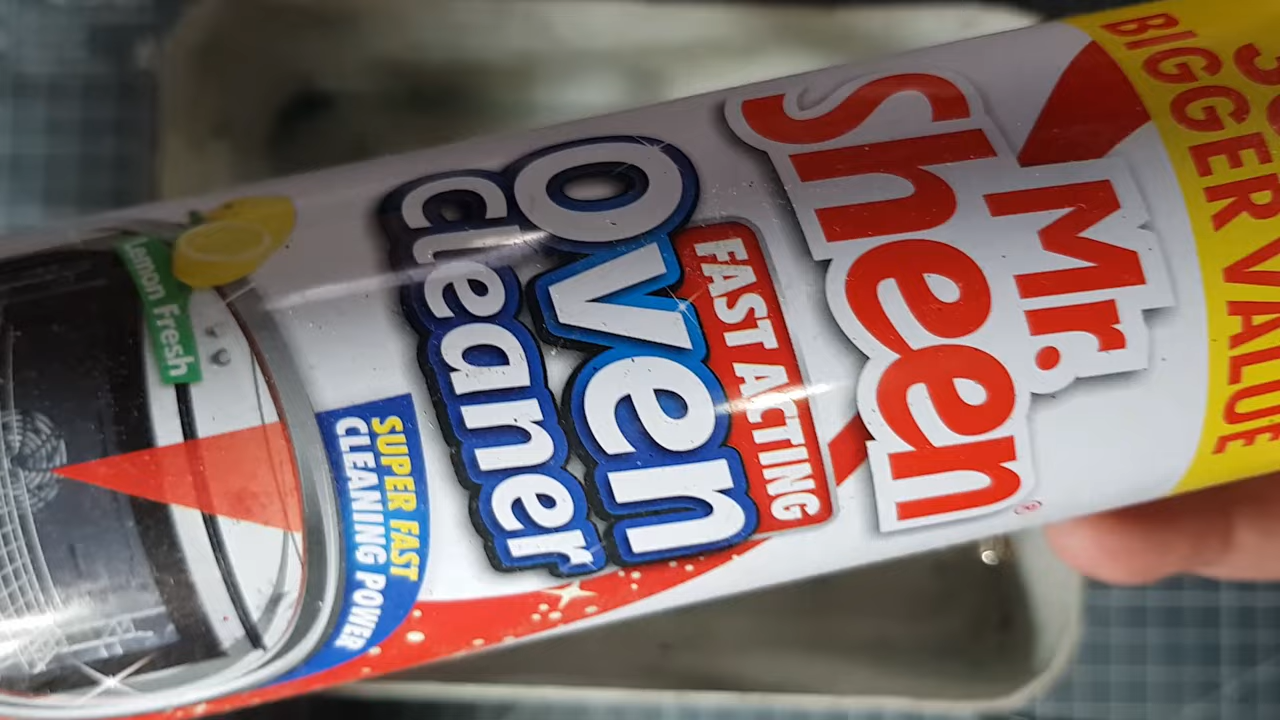 BIGGER VALUE
Mr.
Sheen®
FAST ACTING
Oven
Cleaner
SUPER FAST
CLEANING POWER
Lemon Fresh